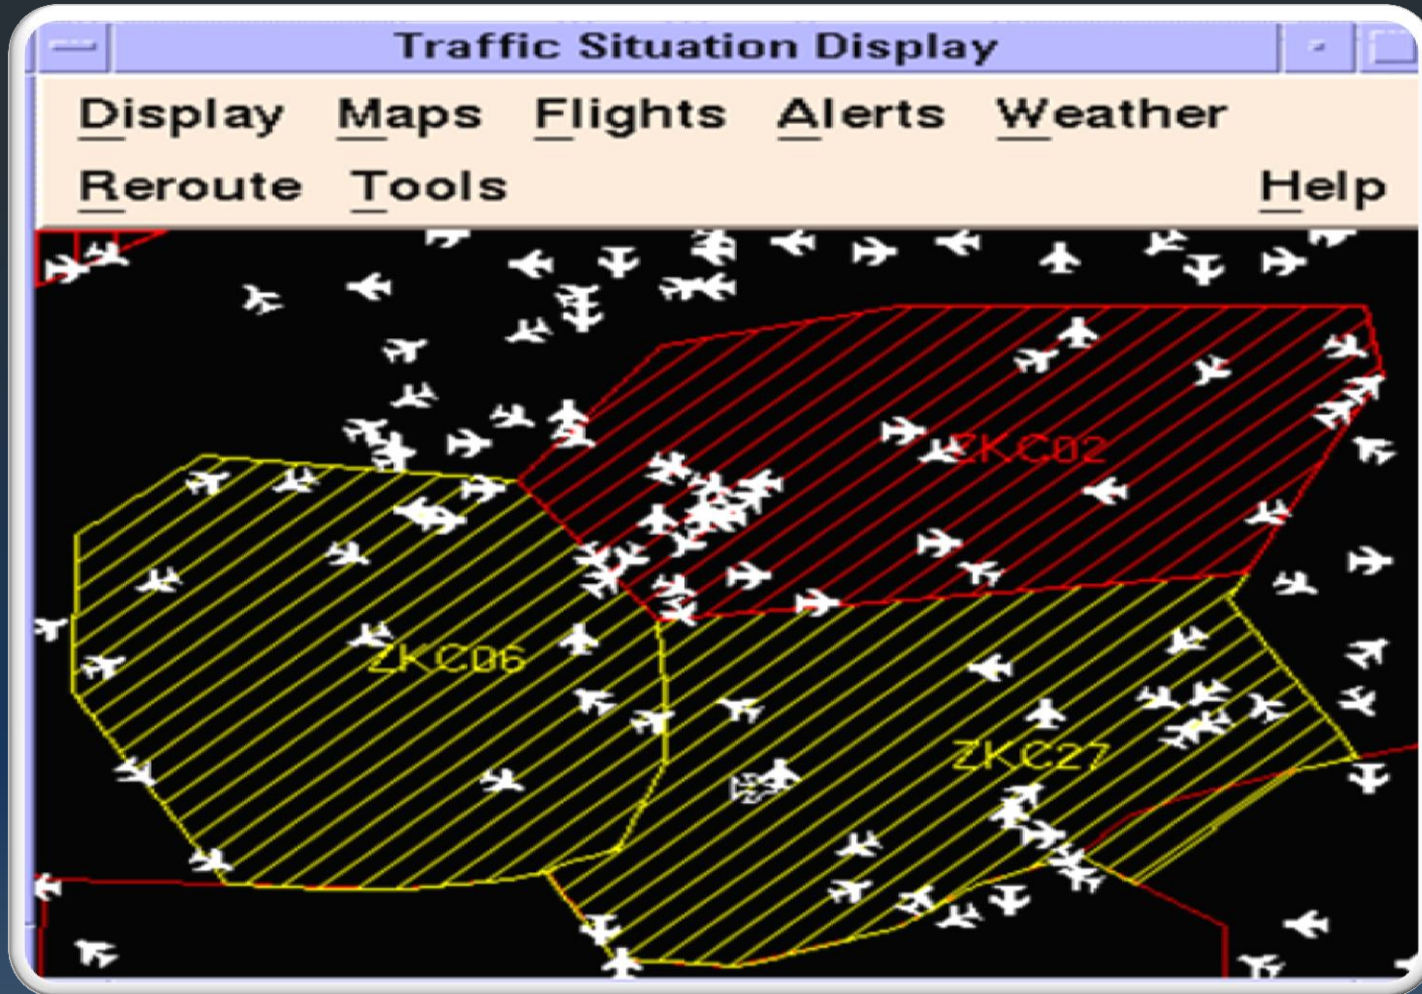 Traffic Situation Display
Display Maps Flights Alerts Weather
Reroute Tools Help
ZKC02
ZKC06
ZKC27